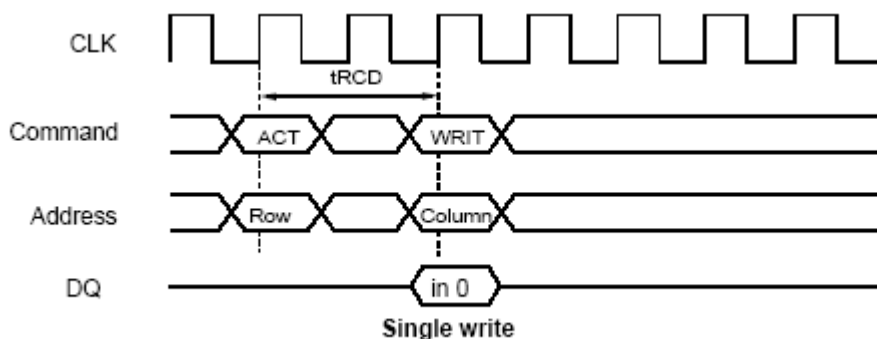 CLK
tRCD
Command ACT WRIT
Address Row Column
DQ in 0
Single write